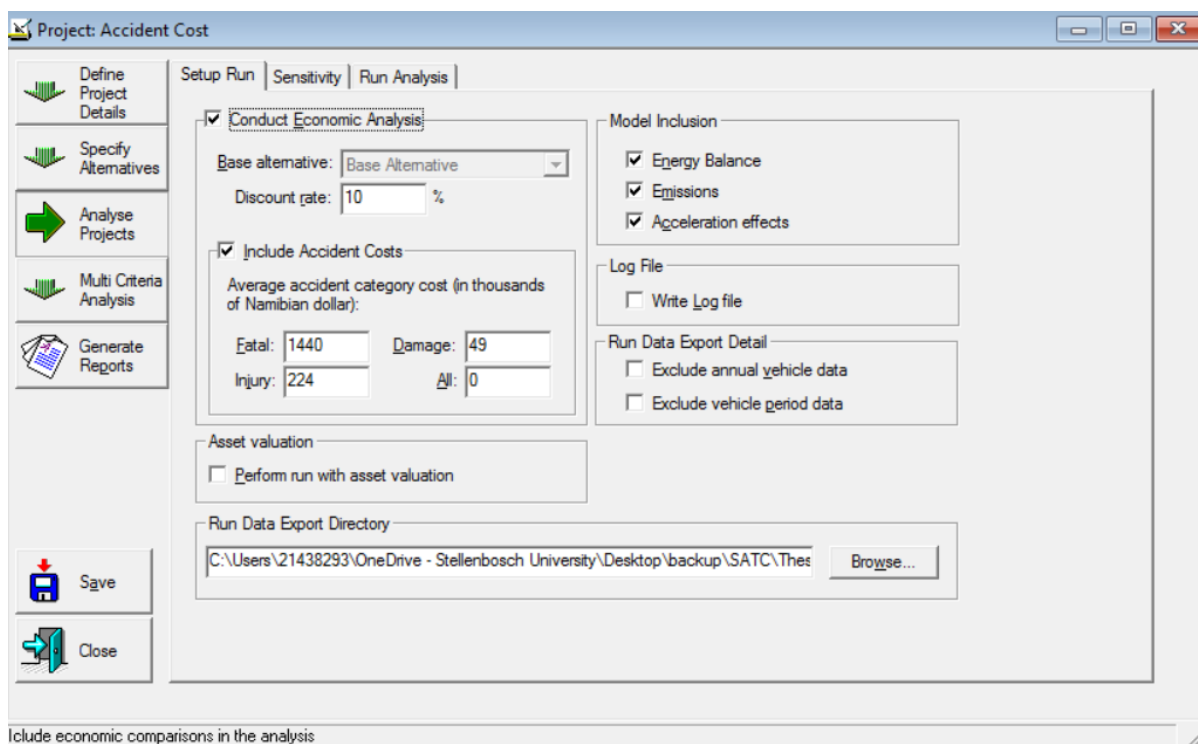 Project: Accident Cost
Define
Project
Details
Specify
Alternatives
Analyse
Projects
Multi Criteria
Analysis
Generate
Reports
Save
Close
Setup Run
Sensitivity
Run Analysis
Conduct Economic Analysis
Base alternative: Base Alternative
Discount rate: 10 %
Include Accident Costs
Average accident category cost (in thousands
of Namibian dollar):
Fatal: 1440 Damage: 49
Injury: 224 All: 0
Asset valuation
Perform run with asset valuation
Model Inclusion
Energy Balance
Emissions
Acceleration effects
Log File
Write Log file
Run Data Export Detail
Exclude annual vehicle data
Exclude vehicle period data
Run Data Export Directory
C:\Users\21438293\OneDrive - Stellenbosch University\Desktop\backup\SATC\Thes
Browse...
Iclude economic comparisons in the analysis